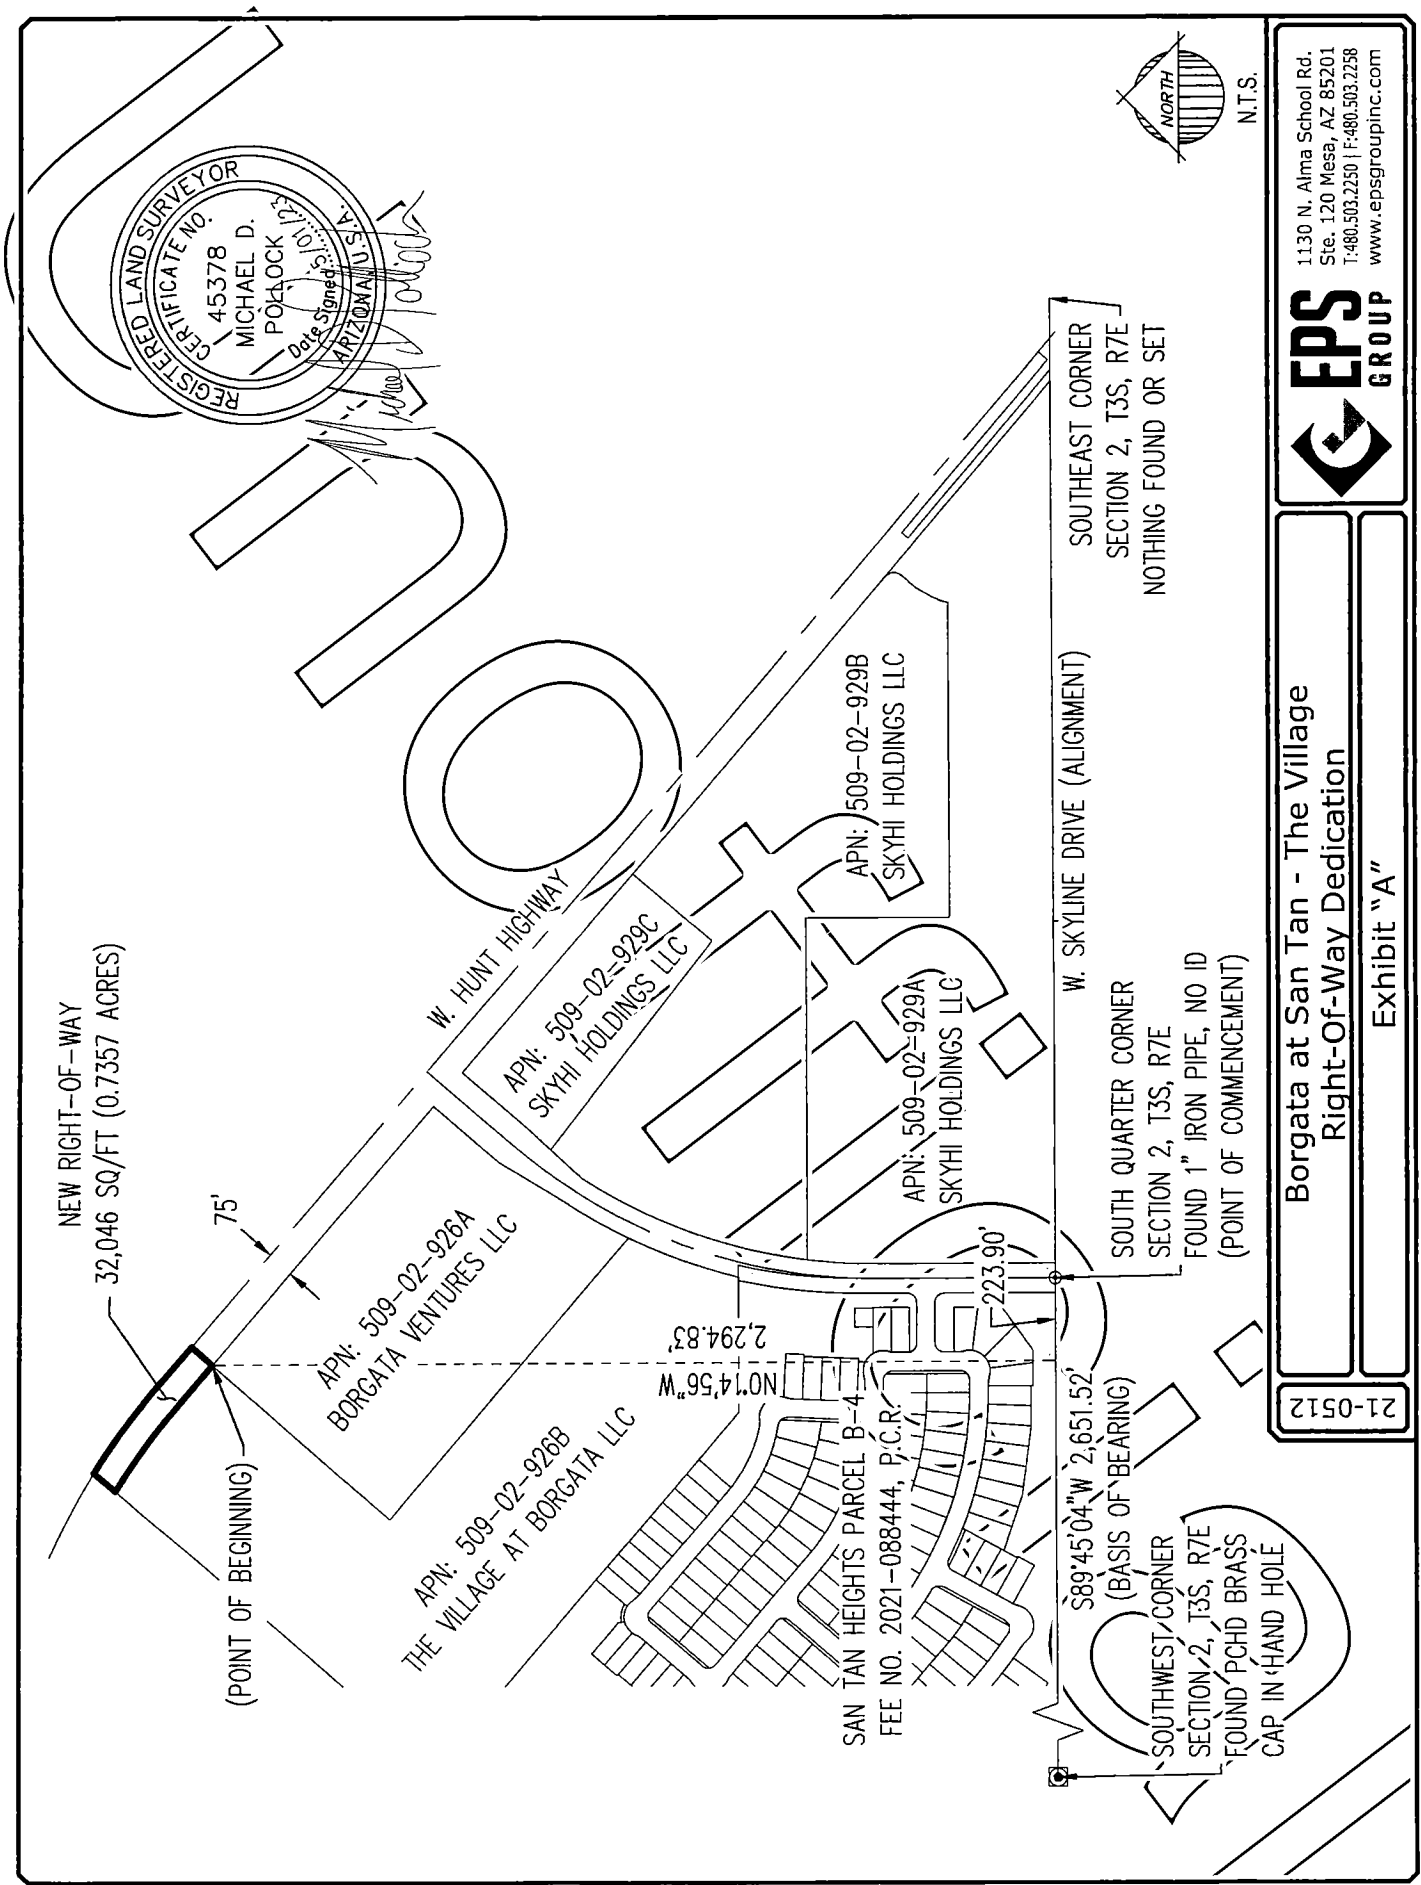 NEW RIGHT-OF-WAY
32,046 SQ/FT (0.7357 ACRES)
75'
(POINT OF BEGINNING)
APN: 509-02-926A
BORGATA VENTURES LLC
APN: 509-02-926B
THE VILLAGE AT BORGATA LLC
W. HUNT HIGHWAY
APN: 509-02-929C
SKYHI HOLDINGS LLC
APN: 509-02-929B
SKYHI HOLDINGS LLC
APN: 509-02-929A
SKYHI HOLDINGS LLC
N0°14'56"W
2,294.83'
SAN TAN HEIGHTS PARCEL B-4
FEE NO. 2021-088444, P.C.R.
223.90'
S89°45'04"W 2,651.52'
(BASIS OF BEARING)
W. SKYLINE DRIVE (ALIGNMENT)
SOUTHWEST CORNER
SECTION 2, T3S, R7E
FOUND PCHD BRASS
CAP IN HAND HOLE
SOUTH QUARTER CORNER
SECTION 2, T3S, R7E
FOUND 1" IRON PIPE, NO ID
(POINT OF COMMENCEMENT)
SOUTHEAST CORNER
SECTION 2, T3S, R7E
NOTHING FOUND OR SET
REGISTERED LAND SURVEYOR
CERTIFICATE NO.
45378
MICHAEL D.
POLLOCK
Date Signed 5/01/23
ARIZONA U.S.A.
Unofficial
NORTH
N.T.S.
21-0512
Borgata at San Tan - The Village
Right-Of-Way Dedication
Exhibit "A"
EPS
GROUP
1130 N. Alma School Rd.
Ste. 120 Mesa, AZ 85201
T:480.503.2250 | F:480.503.2258
www.epsgroupinc.com